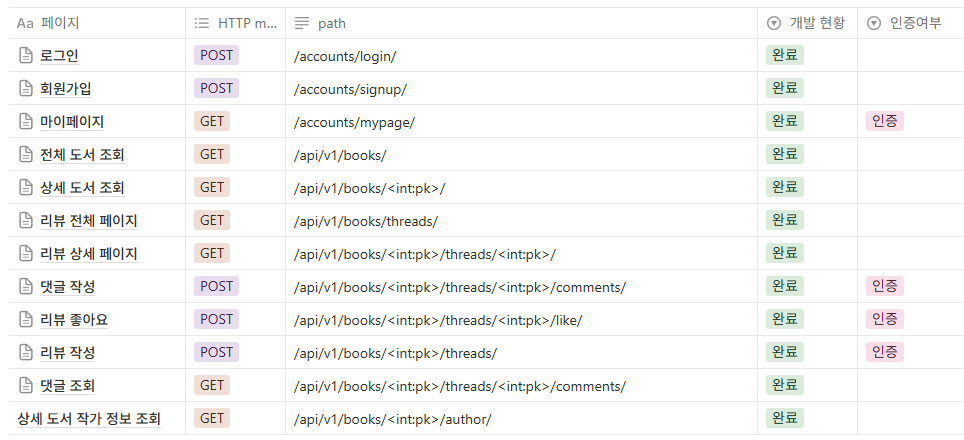 Aa 페이지 HTTP m... path 개발 현황 인증여부
로그인 POST /accounts/login/ 완료
회원가입 POST /accounts/signup/ 완료
마이페이지 GET /accounts/mypage/ 완료 인증
전체 도서 조회 GET /api/v1/books/ 완료
상세 도서 조회 GET /api/v1/books/<int:pk>/ 완료
리뷰 전체 페이지 GET /api/v1/books/threads/ 완료
리뷰 상세 페이지 GET /api/v1/books/<int:pk>/threads/<int:pk>/ 완료
댓글 작성 POST /api/v1/books/<int:pk>/threads/<int:pk>/comments/ 완료 인증
리뷰 좋아요 POST /api/v1/books/<int:pk>/threads/<int:pk>/like/ 완료 인증
리뷰 작성 POST /api/v1/books/<int:pk>/threads/ 완료 인증
댓글 조회 GET /api/v1/books/<int:pk>/threads/<int:pk>/comments/ 완료
상세 도서 작가 정보 조회 GET /api/v1/books/<int:pk>/author/ 완료